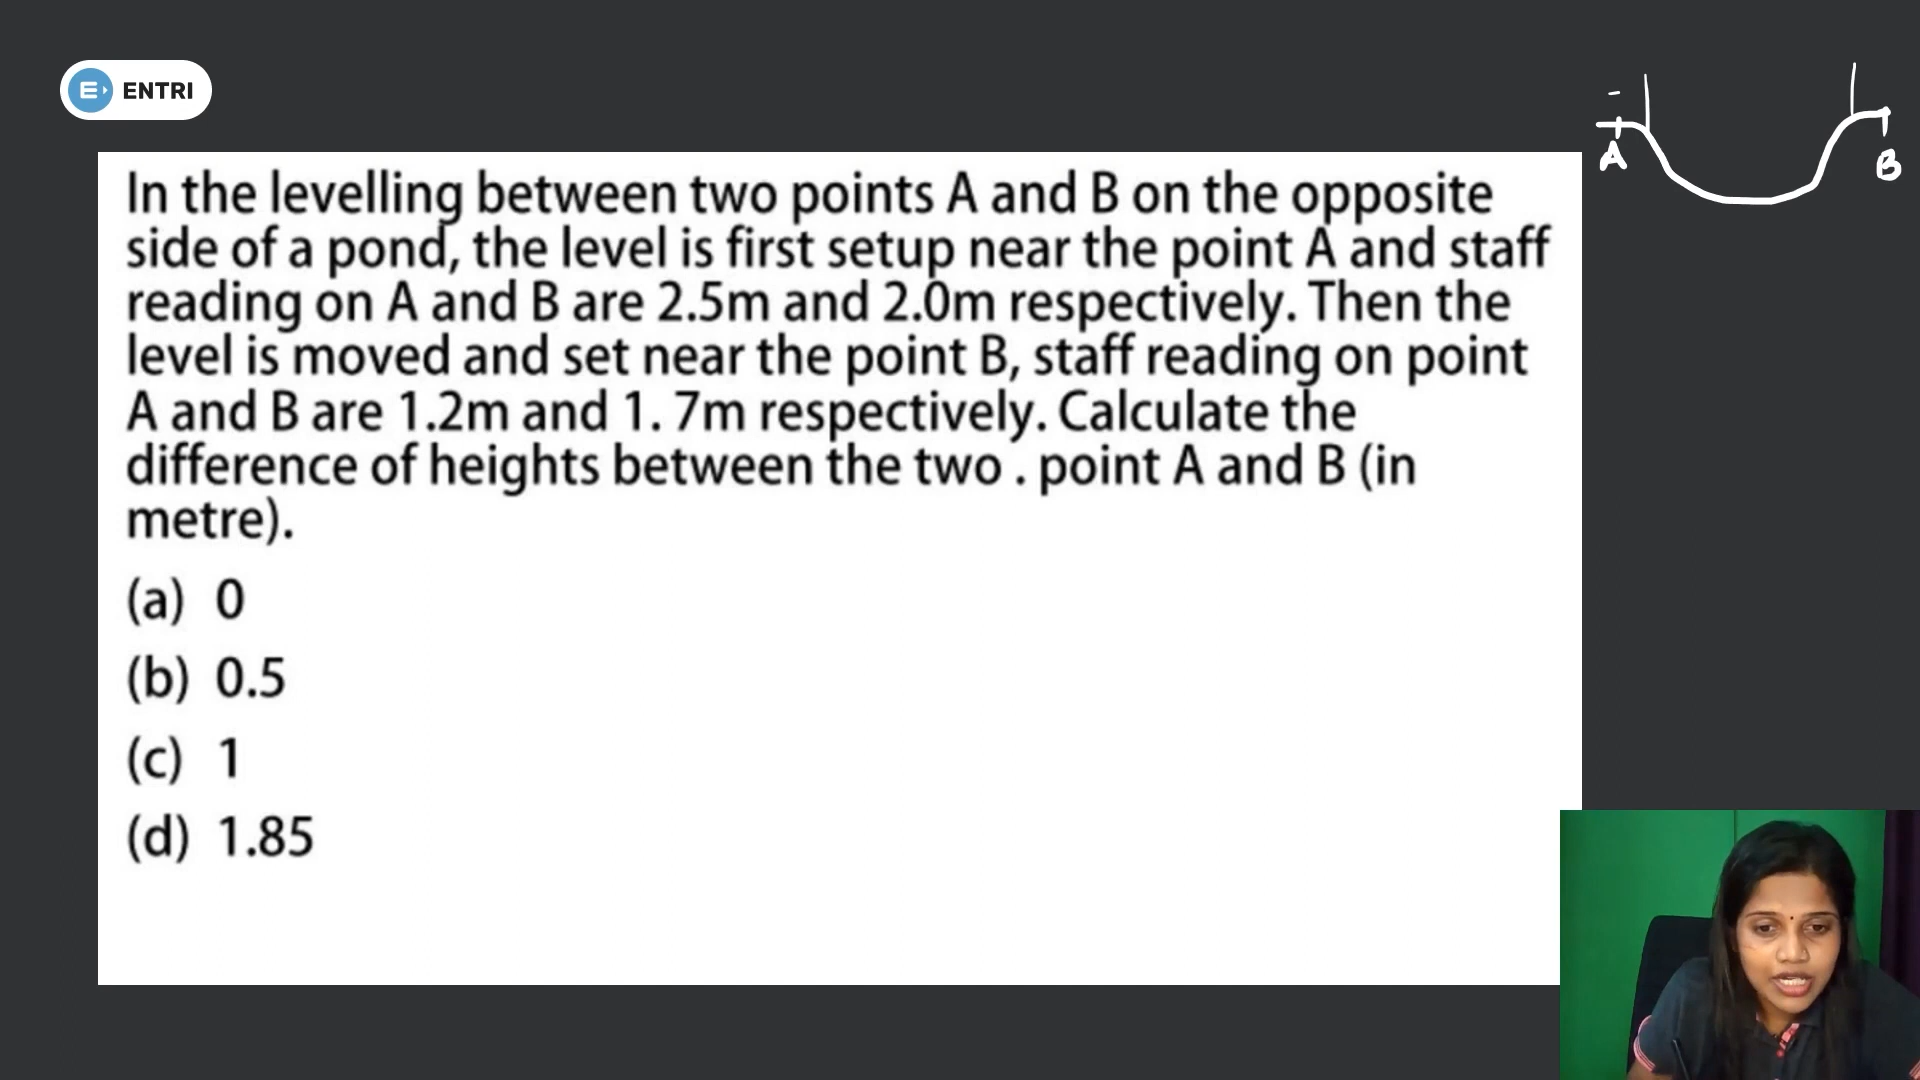 ENTRI
In the levelling between two points A and B on the opposite
side of a pond, the level is first setup near the point A and staff
reading on A and B are 2.5m and 2.0m respectively. Then the
level is moved and set near the point B, staff reading on point
A and B are 1.2m and 1. 7m respectively. Calculate the
difference of heights between the two . point A and B (in
metre).
(a) 0
(b) 0.5
(c) 1
(d) 1.85
A
B